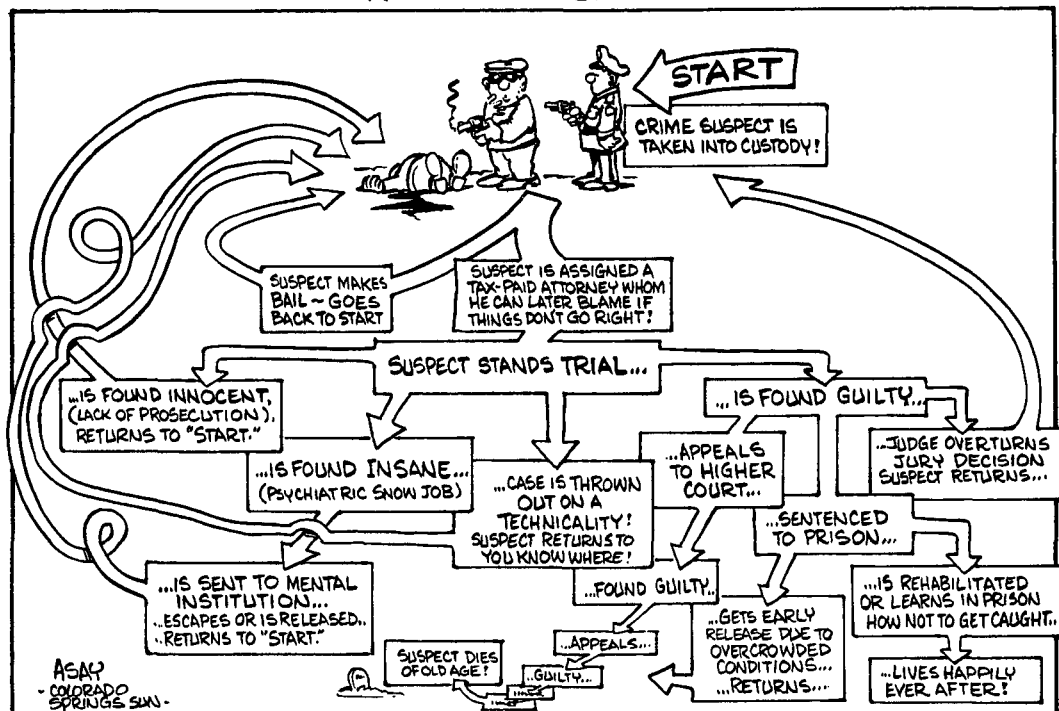 START
CRIME SUSPECT IS
TAKEN INTO CUSTODY!
SUSPECT MAKES
BAIL ~ GOES
BACK TO START
SUSPECT IS ASSIGNED A
TAX-PAID ATTORNEY WHOM
HE CAN LATER BLAME IF
THINGS DON'T GO RIGHT!
SUSPECT STANDS TRIAL...
...IS FOUND INNOCENT,
(LACK OF PROSECUTION).
RETURNS TO "START."
...IS FOUND INSANE...
(PSYCHIATRIC SNOW JOB)
...IS SENT TO MENTAL
INSTITUTION...
..ESCAPES OR IS RELEASED..
..RETURNS TO "START."
...CASE IS THROWN
OUT ON A
TECHNICALITY!
SUSPECT RETURNS TO
YOU KNOW WHERE!
...IS FOUND GUILTY...
...APPEALS
TO HIGHER
COURT...
...FOUND GUILTY..
..APPEALS...
..GUILTY...
SUSPECT DIES
OF OLD AGE!
...JUDGE OVERTURNS
JURY DECISION
SUSPECT RETURNS...
...SENTENCED
TO PRISON...
...GETS EARLY
RELEASE DUE TO
OVERCROWDED
CONDITIONS...
...RETURNS...
...IS REHABILITATED
OR LEARNS IN PRISON
HOW NOT TO GET CAUGHT..
...LIVES HAPPILY
EVER AFTER!
ASAY
-COLORADO
SPRINGS SUN-